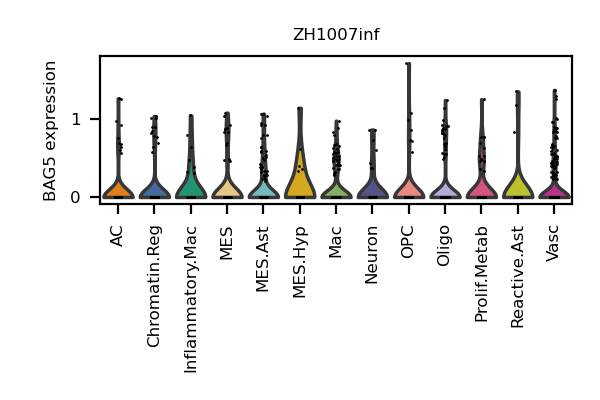 ZH1007inf
BAG5 expression
1
0
AC
Chromatin.Reg
Inflammatory.Mac
MES
MES.Ast
MES.Hyp
Mac
Neuron
OPC
Oligo
Prolif.Metab
Reactive.Ast
Vasc